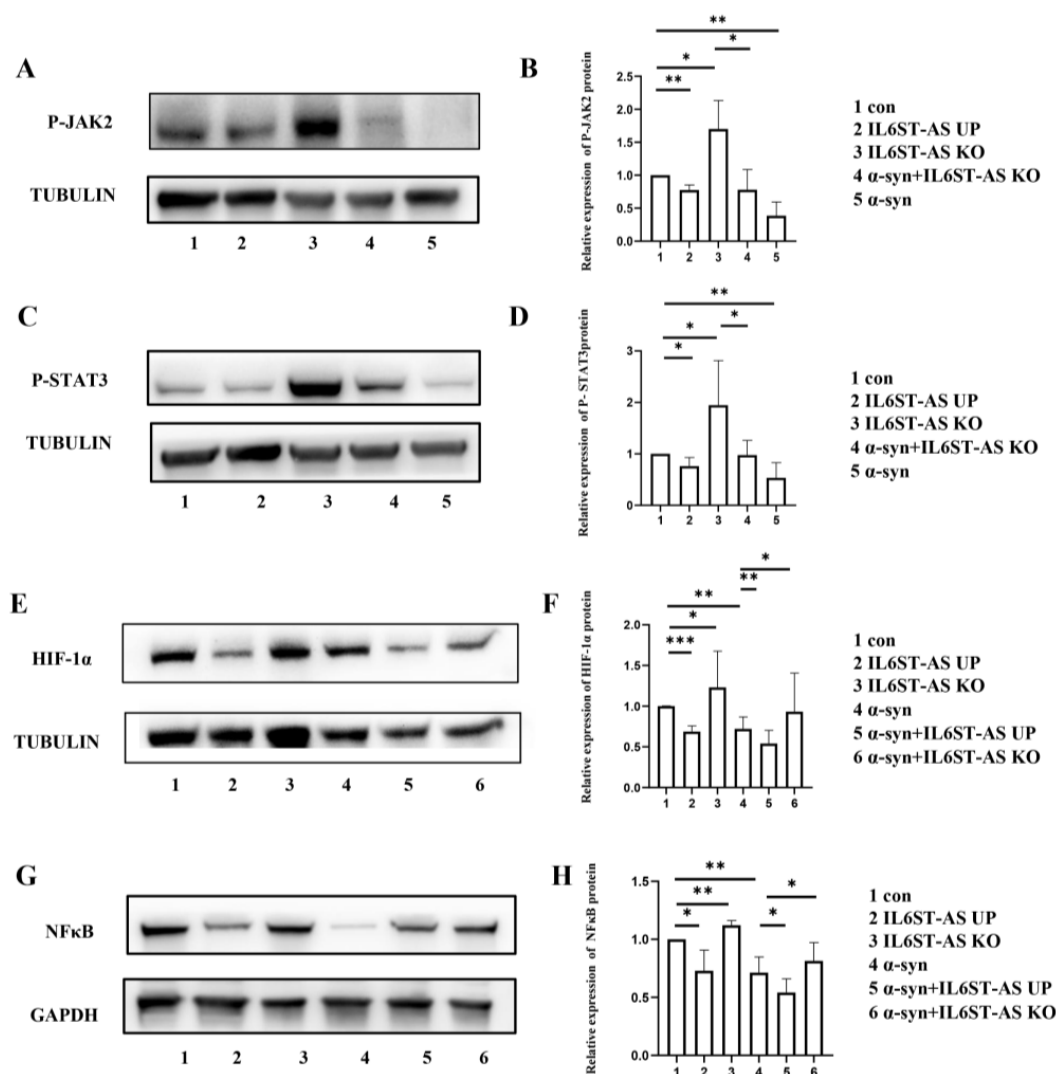 A
P-JAK2
TUBULIN
1 2 3 4 5
B
Relative expression of P-JAK2 protein
2.5
2.0
1.5
1.0
0.5
0.0
**
*
*
**
1 2 3 4 5
1 con
2 IL6ST-AS UP
3 IL6ST-AS KO
4 α-syn+IL6ST-AS KO
5 α-syn
C
P-STAT3
TUBULIN
1 2 3 4 5
D
Relative expression of P- STAT3protein
3
2
1
0
**
*
*
*
1 2 3 4 5
1 con
2 IL6ST-AS UP
3 IL6ST-AS KO
4 α-syn+IL6ST-AS KO
5 α-syn
E
HIF-1α
TUBULIN
1 2 3 4 5 6
F
Relative expression of HIF-1α protein
2.0
1.5
1.0
0.5
0.0
*
**
**
*
***
1 2 3 4 5 6
1 con
2 IL6ST-AS UP
3 IL6ST-AS KO
4 α-syn
5 α-syn+IL6ST-AS UP
6 α-syn+IL6ST-AS KO
G
NFκB
GAPDH
1 2 3 4 5 6
H
Relative expression of NFκB protein
1.5
1.0
0.5
0.0
**
**
*
*
*
1 2 3 4 5 6
1 con
2 IL6ST-AS UP
3 IL6ST-AS KO
4 α-syn
5 α-syn+IL6ST-AS UP
6 α-syn+IL6ST-AS KO